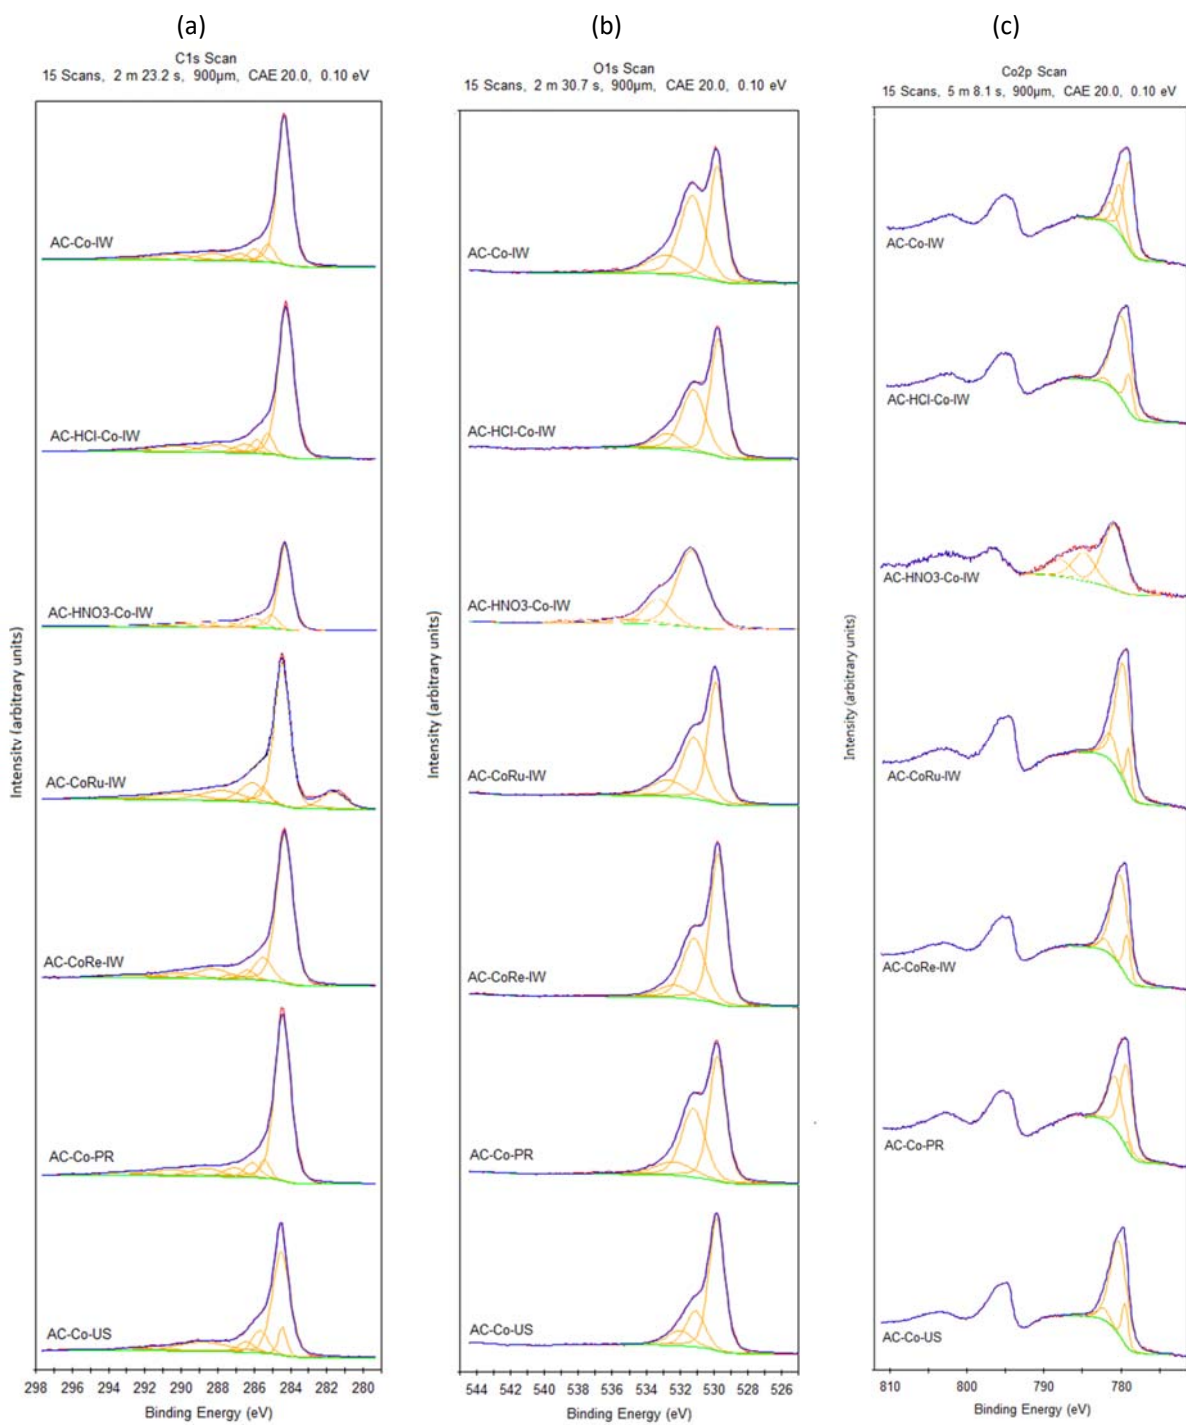 (a)
C1s Scan
15 Scans, 2 m 23.2 s, 900µm, CAE 20.0, 0.10 eV
AC-Co-IW
AC-HCl-Co-IW
AC-HNO3-Co-IW
AC-CoRu-IW
AC-CoRe-IW
AC-Co-PR
AC-Co-US
Intensity (arbitrary units)
298 296 294 292 290 288 286 284 282 280
Binding Energy (eV)
(b)
O1s Scan
15 Scans, 2 m 30.7 s, 900µm, CAE 20.0, 0.10 eV
AC-Co-IW
AC-HCl-Co-IW
AC-HNO3-Co-IW
AC-CoRu-IW
AC-CoRe-IW
AC-Co-PR
AC-Co-US
Intensity (arbitrary units)
544 542 540 538 536 534 532 530 528 526
Binding Energy (eV)
(c)
Co2p Scan
15 Scans, 5 m 8.1 s, 900µm, CAE 20.0, 0.10 eV
AC-Co-IW
AC-HCl-Co-IW
AC-HNO3-Co-IW
AC-CoRu-IW
AC-CoRe-IW
AC-Co-PR
AC-Co-US
Intensity (arbitrary units)
810 800 790 780
Binding Energy (eV)